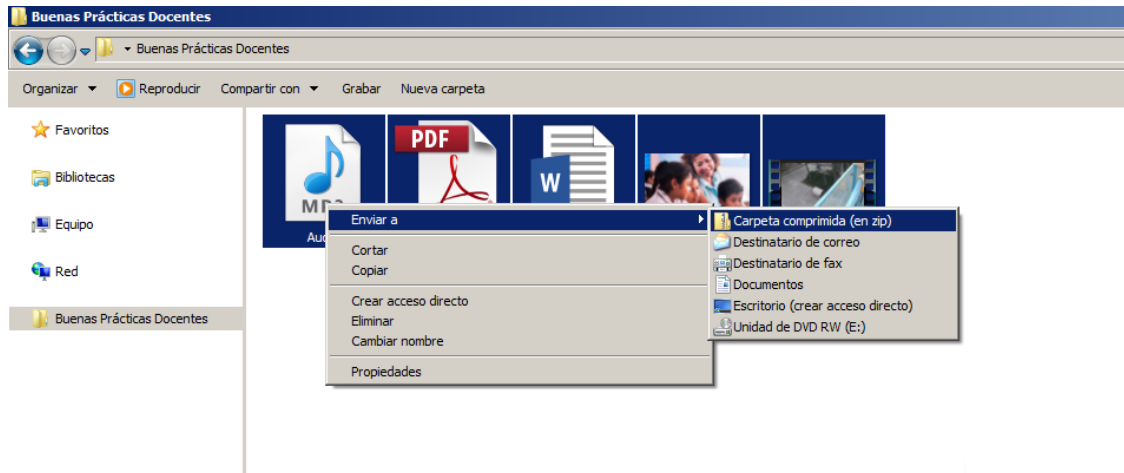 Buenas Prácticas Docentes
Buenas Prácticas Docentes
Organizar Reproducir Compartir con Grabar Nueva carpeta
Favoritos
Bibliotecas
Equipo
Red
Buenas Prácticas Docentes
PDF
W
Enviar a
Cortar
Copiar
Crear acceso directo
Eliminar
Cambiar nombre
Propiedades
Carpeta comprimida (en zip)
Destinatario de correo
Destinatario de fax
Documentos
Escritorio (crear acceso directo)
Unidad de DVD RW (E:)